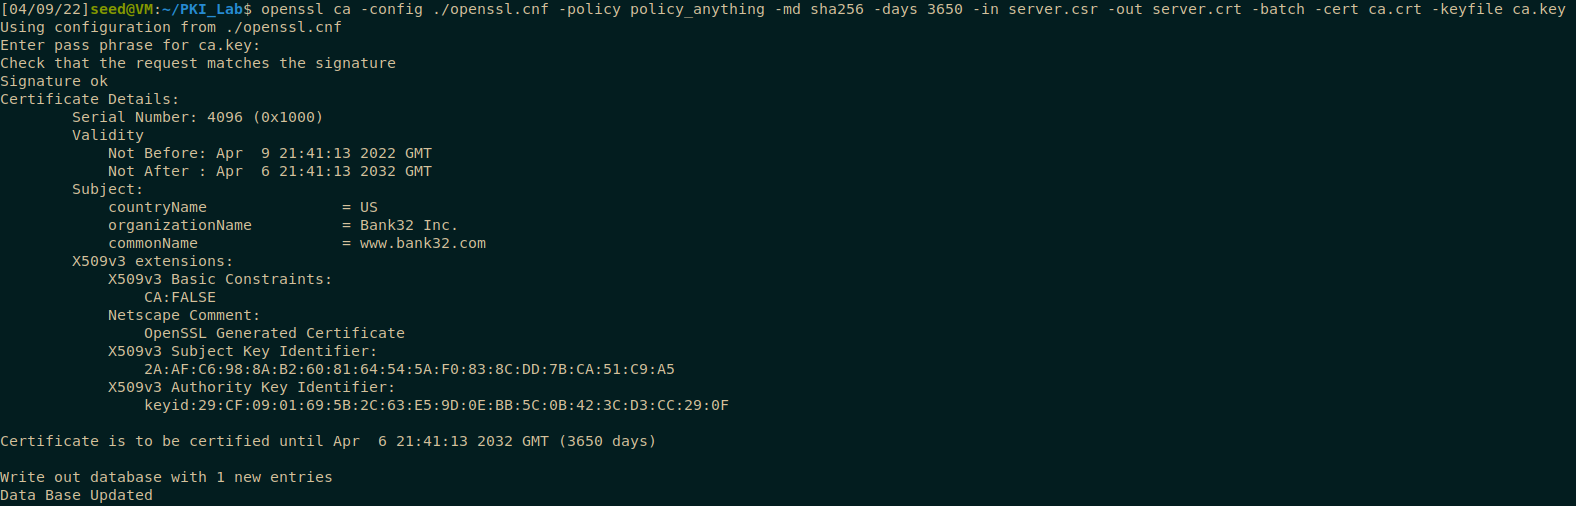 [04/09/22]seed@VM:~/PKI_Lab$ openssl ca -config ./openssl.cnf -policy policy_anything -md sha256 -days 3650 -in server.csr -out server.crt -batch -cert ca.crt -keyfile ca.key
Using configuration from ./openssl.cnf
Enter pass phrase for ca.key:
Check that the request matches the signature
Signature ok
Certificate Details:
        Serial Number: 4096 (0x1000)
        Validity
            Not Before: Apr  9 21:41:13 2022 GMT
            Not After : Apr  6 21:41:13 2032 GMT
        Subject:
            countryName               = US
            organizationName          = Bank32 Inc.
            commonName                = www.bank32.com
        X509v3 extensions:
            X509v3 Basic Constraints:
                CA:FALSE
            Netscape Comment:
                OpenSSL Generated Certificate
            X509v3 Subject Key Identifier:
                2A:AF:C6:98:8A:B2:60:81:64:54:5A:F0:83:8C:DD:7B:CA:51:C9:A5
            X509v3 Authority Key Identifier:
                keyid:29:CF:09:01:69:5B:2C:63:E5:9D:0E:BB:5C:0B:42:3C:D3:CC:29:0F
Certificate is to be certified until Apr  6 21:41:13 2032 GMT (3650 days)
Write out database with 1 new entries
Data Base Updated